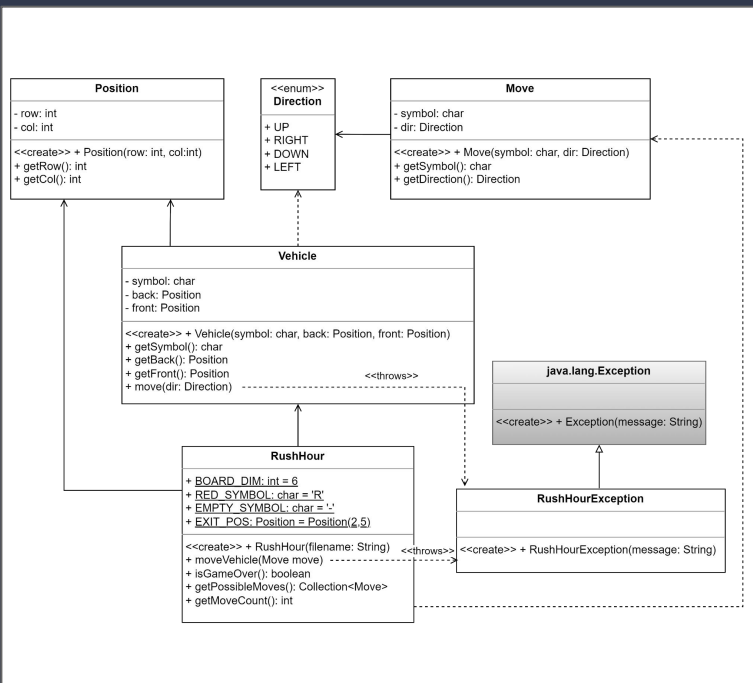 Position
- row: int
- col: int
<<create>> + Position(row: int, col:int)
+ getRow(): int
+ getCol(): int
<<enum>>
Direction
+ UP
+ RIGHT
+ DOWN
+ LEFT
Move
- symbol: char
- dir: Direction
<<create>> + Move(symbol: char, dir: Direction)
+ getSymbol(): char
+ getDirection(): Direction
Vehicle
- symbol: char
- back: Position
- front: Position
<<create>> + Vehicle(symbol: char, back: Position, front: Position)
+ getSymbol(): char
+ getBack(): Position
+ getFront(): Position
+ move(dir: Direction)
<<throws>>
java.lang.Exception
<<create>> + Exception(message: String)
RushHour
+ BOARD_DIM: int = 6
+ RED_SYMBOL: char = 'R'
+ EMPTY_SYMBOL: char = '-'
+ EXIT_POS: Position = Position(2,5)
<<create>> + RushHour(filename: String)
+ moveVehicle(Move move)
+ isGameOver(): boolean
+ getPossibleMoves(): Collection<Move>
+ getMoveCount(): int
<<throws>>
RushHourException
<<create>> + RushHourException(message: String)